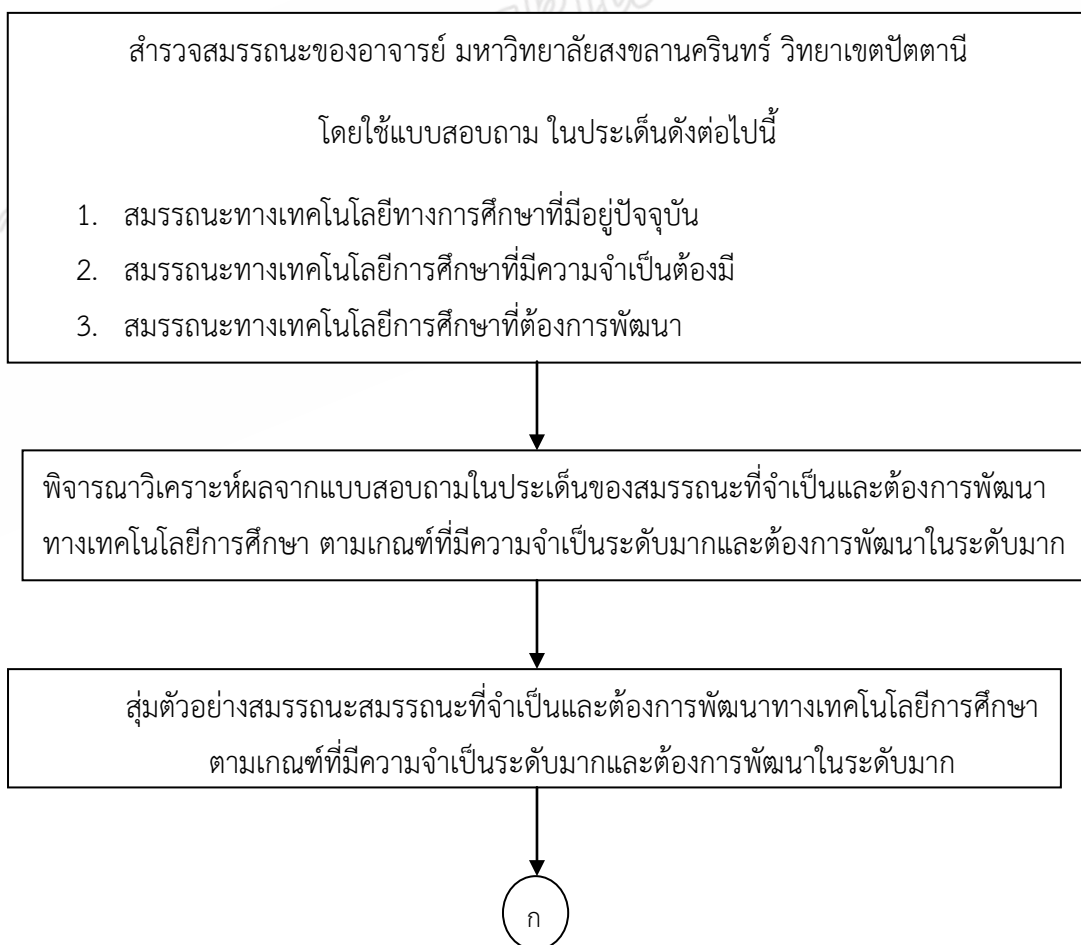 สำรวจสมรรถนะของอาจารย์ มหาวิทยาลัยสงขลานครินทร์ วิทยาเขตปัตตานี
โดยใช้แบบสอบถาม ในประเด็นดังต่อไปนี้
1. สมรรถนะทางเทคโนโลยีทางการศึกษาที่มีอยู่ปัจจุบัน
2. สมรรถนะทางเทคโนโลยีการศึกษาที่มีความจำเป็นต้องมี
3. สมรรถนะทางเทคโนโลยีการศึกษาที่ต้องการพัฒนา
พิจารณาวิเคราะห์ผลจากแบบสอบถามในประเด็นของสมรรถนะที่จำเป็นและต้องการพัฒนา
ทางเทคโนโลยีการศึกษา ตามเกณฑ์ที่มีความจำเป็นระดับมากและต้องการพัฒนาในระดับมาก
สุ่มตัวอย่างสมรรถนะสมรรถนะที่จำเป็นและต้องการพัฒนาทางเทคโนโลยีการศึกษา
ตามเกณฑ์ที่มีความจำเป็นระดับมากและต้องการพัฒนาในระดับมาก
ก